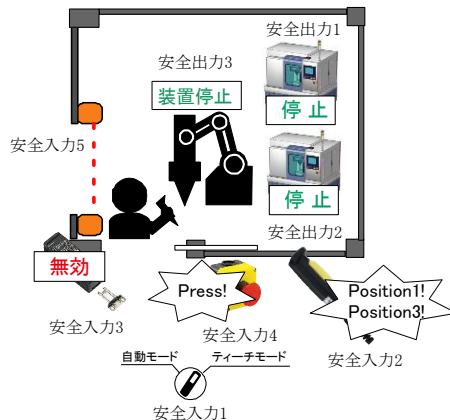 安全出力1
安全出力3
装置停止
停 止
安全入力5
停 止
安全出力2
無効
Press!
Position1!
Position3!
安全入力3
安全入力4
安全入力2
自動モード
ティーチモード
安全入力1